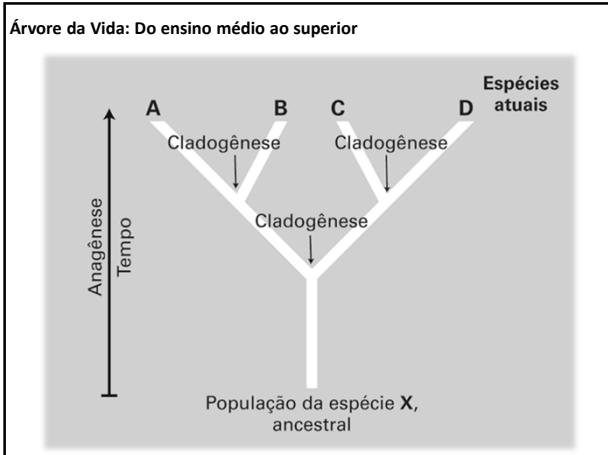 Árvore da Vida: Do ensino médio ao superior
Espécies
atuais
A
B
C
D
Cladogênese
Cladogênese
Cladogênese
Anagênese
Tempo
População da espécie X,
ancestral